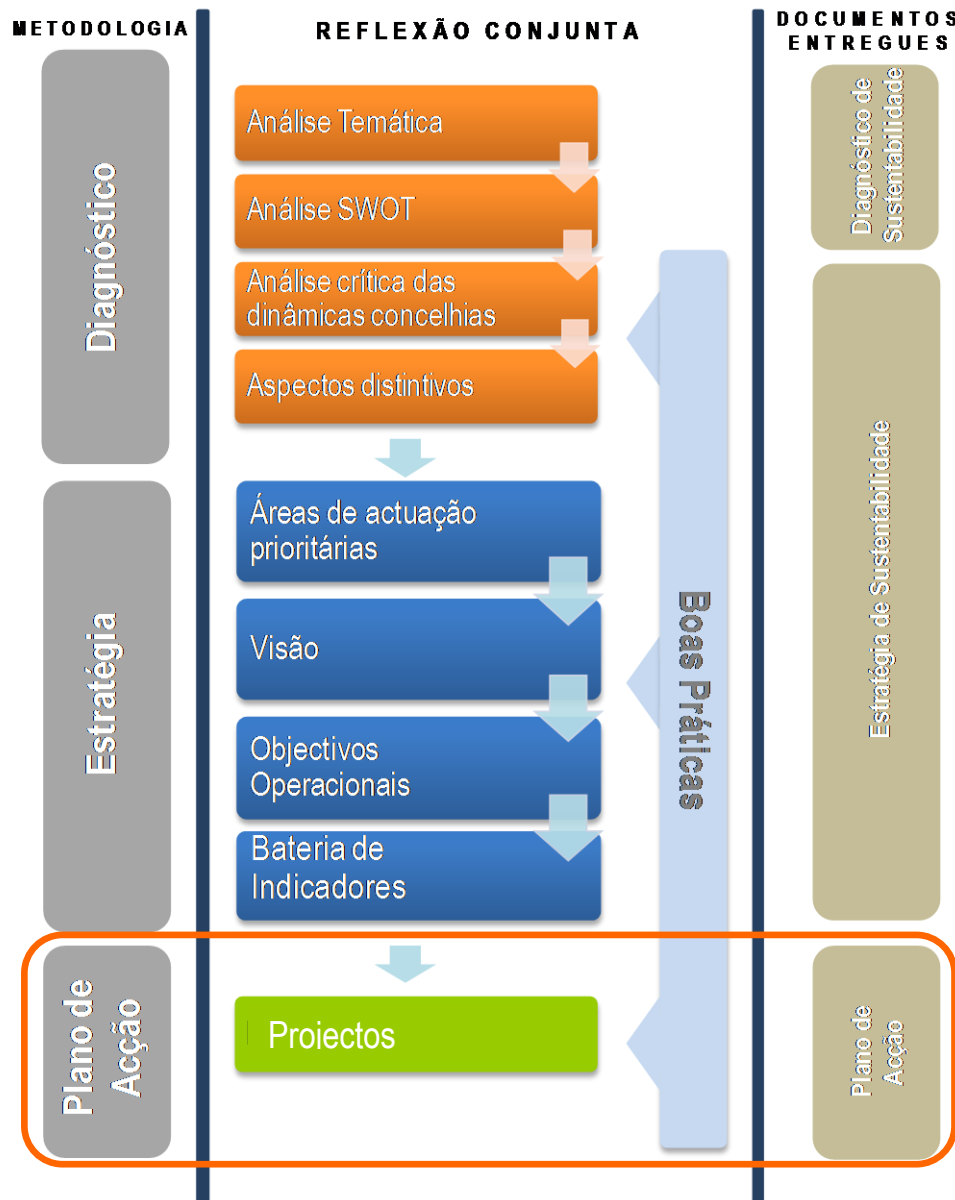 METODOLOGIA
REFLEXÃO CONJUNTA
DOCUMENTOS
ENTREGUES
Diagnóstico
Análise Temática
Análise SWOT
Análise crítica das
dinâmicas concelhias
Aspectos distintivos
Diagnóstico de
Sustentabilidade
Estratégia
Áreas de actuação
prioritárias
Visão
Objectivos
Operacionais
Bateria de
Indicadores
Boas Práticas
Estratégia de Sustentabilidade
Plano de
Acção
Projectos
Plano de
Acção